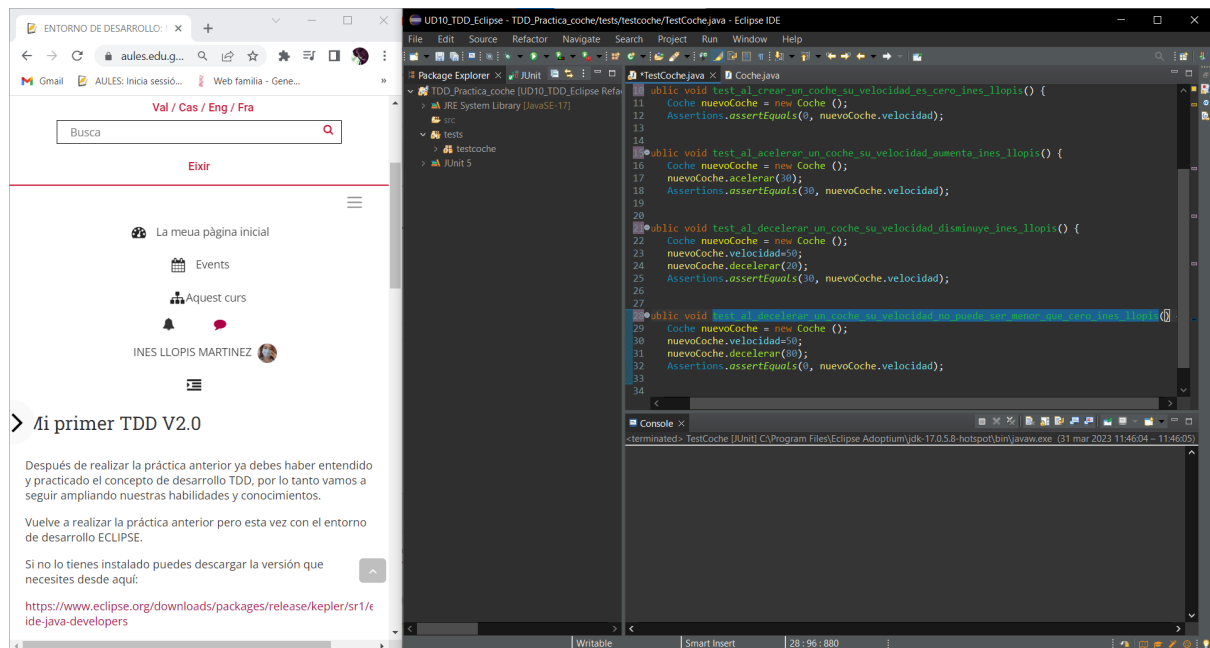 ENTORNO DE DESARROLLO: I
aules.edu.g...
Gmail
AULES: Inicia sessió...
Web familia - Gene...
»
Val / Cas / Eng / Fra
Busca
Eixir
La meua pàgina inicial
Events
Aquest curs
INES LLOPIS MARTINEZ
Mi primer TDD V2.0
Después de realizar la práctica anterior ya debes haber entendido
y practicado el concepto de desarrollo TDD, por lo tanto vamos a
seguir ampliando nuestras habilidades y conocimientos.
Vuelve a realizar la práctica anterior pero esta vez con el entorno
de desarrollo ECLIPSE.
Si no lo tienes instalado puedes descargar la versión que
necesites desde aquí:
https://www.eclipse.org/downloads/packages/release/kepler/sr1/e
ide-java-developers
UD10_TDD_Eclipse - TDD_Practica_coche/tests/testcoche/TestCoche.java - Eclipse IDE
File Edit Source Refactor Navigate Search Project Run Window Help
Package Explorer
JUnit
TDD_Practica_coche [UD10_TDD_Eclipse Refa
JRE System Library [JavaSE-17]
src
tests
testcoche
JUnit 5
*TestCoche.java
Coche.java
10 ublic void test_al_crear_un_coche_su_velocidad_es_cero_ines_llopis() {
11 Coche nuevoCoche = new Coche ();
12 Assertions.assertEquals(0, nuevoCoche.velocidad);
13
14
15 ublic void test_al_acelerar_un_coche_su_velocidad_aumenta_ines_llopis() {
16 Coche nuevoCoche = new Coche ();
17 nuevoCoche.acelerar(30);
18 Assertions.assertEquals(30, nuevoCoche.velocidad);
19
20
21 ublic void test_al_decelerar_un_coche_su_velocidad_disminuye_ines_llopis() {
22 Coche nuevoCoche = new Coche ();
23 nuevoCoche.velocidad=50;
24 nuevoCoche.decelerar(20);
25 Assertions.assertEquals(30, nuevoCoche.velocidad);
26
27
28 ublic void test_al_decelerar_un_coche_su_velocidad_no_puede_ser_menor_que_cero_ines_llopis()
29 Coche nuevoCoche = new Coche ();
30 nuevoCoche.velocidad=50;
31 nuevoCoche.decelerar(80);
32 Assertions.assertEquals(0, nuevoCoche.velocidad);
33
34
Console
<terminated> TestCoche [JUnit] C:\Program Files\Eclipse Adoptium\jdk-17.0.5.8-hotspot\bin\javaw.exe (31 mar 2023 11:46:04 – 11:46:05)
Writable
Smart Insert
28 : 96 : 880